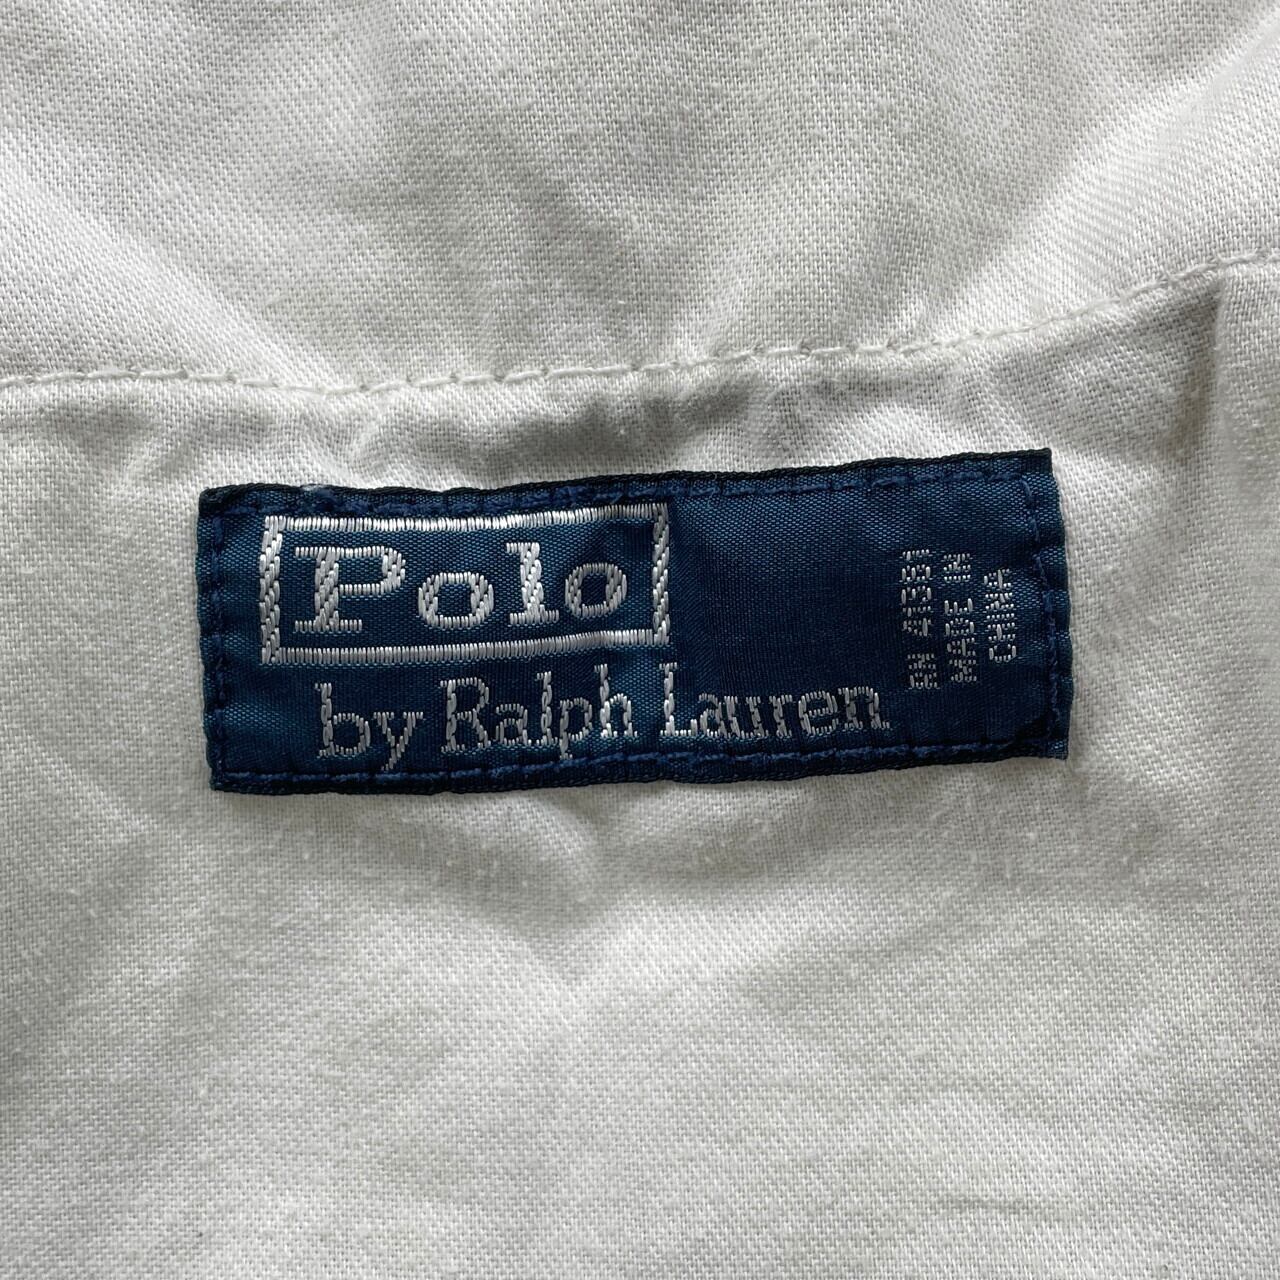 Polo
by Ralph Lauren
RN 41381
MADE IN
CHINA